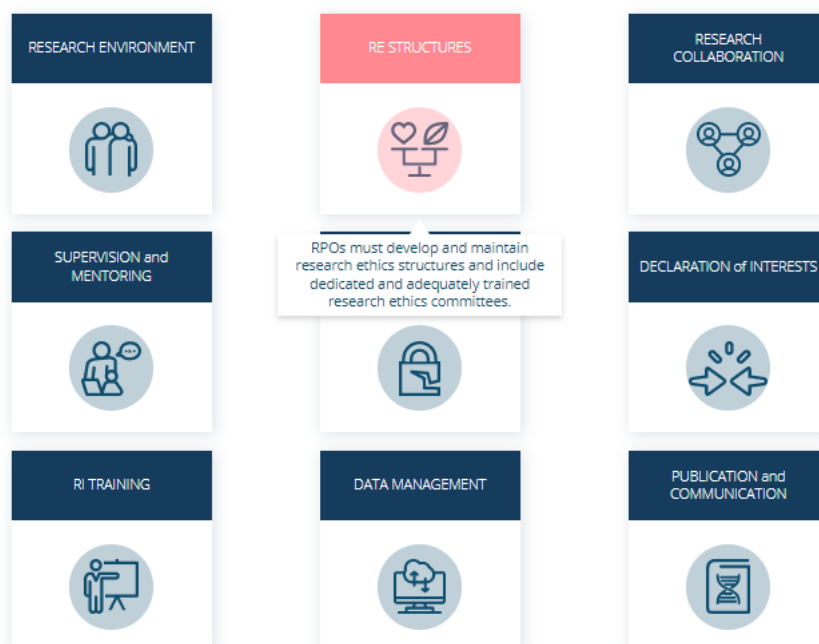 RESEARCH ENVIRONMENT
RE STRUCTURES
RESEARCH
COLLABORATION
RPOs must develop and maintain
research ethics structures and include
dedicated and adequately trained
research ethics committees.
SUPERVISION and
MENTORING
DECLARATION of INTERESTS
RI TRAINING
DATA MANAGEMENT
PUBLICATION and
COMMUNICATION